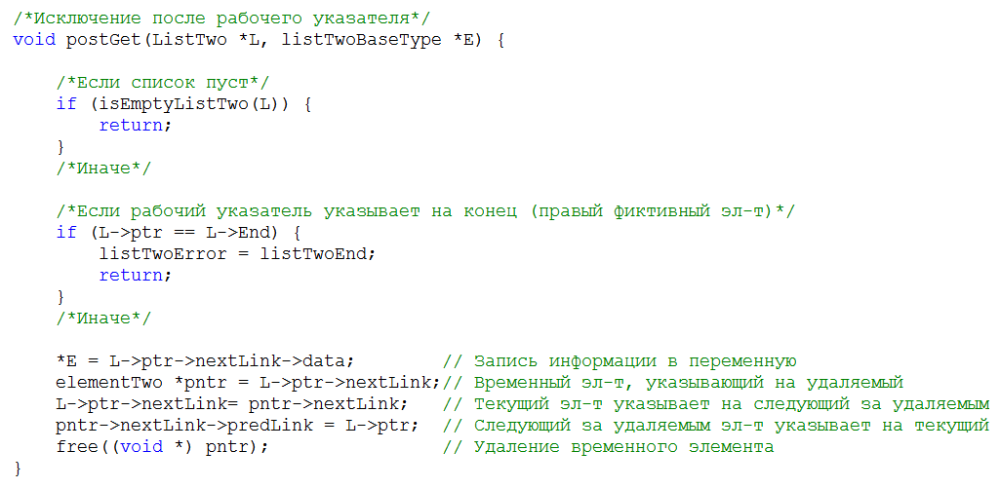 /*Исключение после рабочего указателя*/
void postGet(ListTwo *L, listTwoBaseType *E) {
/*Если список пуст*/
if (isEmptyListTwo(L)) {
return;
}
/*Иначе*/
/*Если рабочий указатель указывает на конец (правый фиктивный эл-т)*/
if (L->ptr == L->End) {
listTwoError = listTwoEnd;
return;
}
/*Иначе*/
*E = L->ptr->nextLink->data; // Запись информации в переменную
elementTwo *pntr = L->ptr->nextLink;// Временный эл-т, указывающий на удаляемый
L->ptr->nextLink= pntr->nextLink; // Текущий эл-т указывает на следующий за удаляемым
pntr->nextLink->predLink = L->ptr; // Следующий за удаляемым эл-т указывает на текущий
free((void *) pntr); // Удаление временного элемента
}